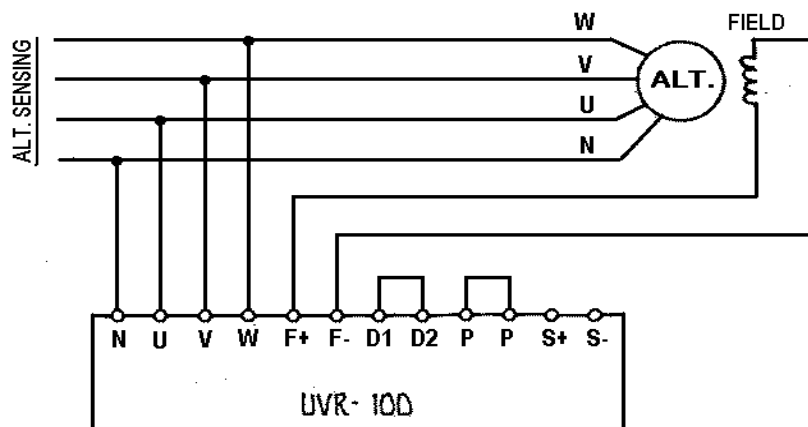 W
FIELD
V
ALT.
U
N
ALT. SENSING
N U V W F+ F- D1 D2 P P S+ S-
UVR-10D